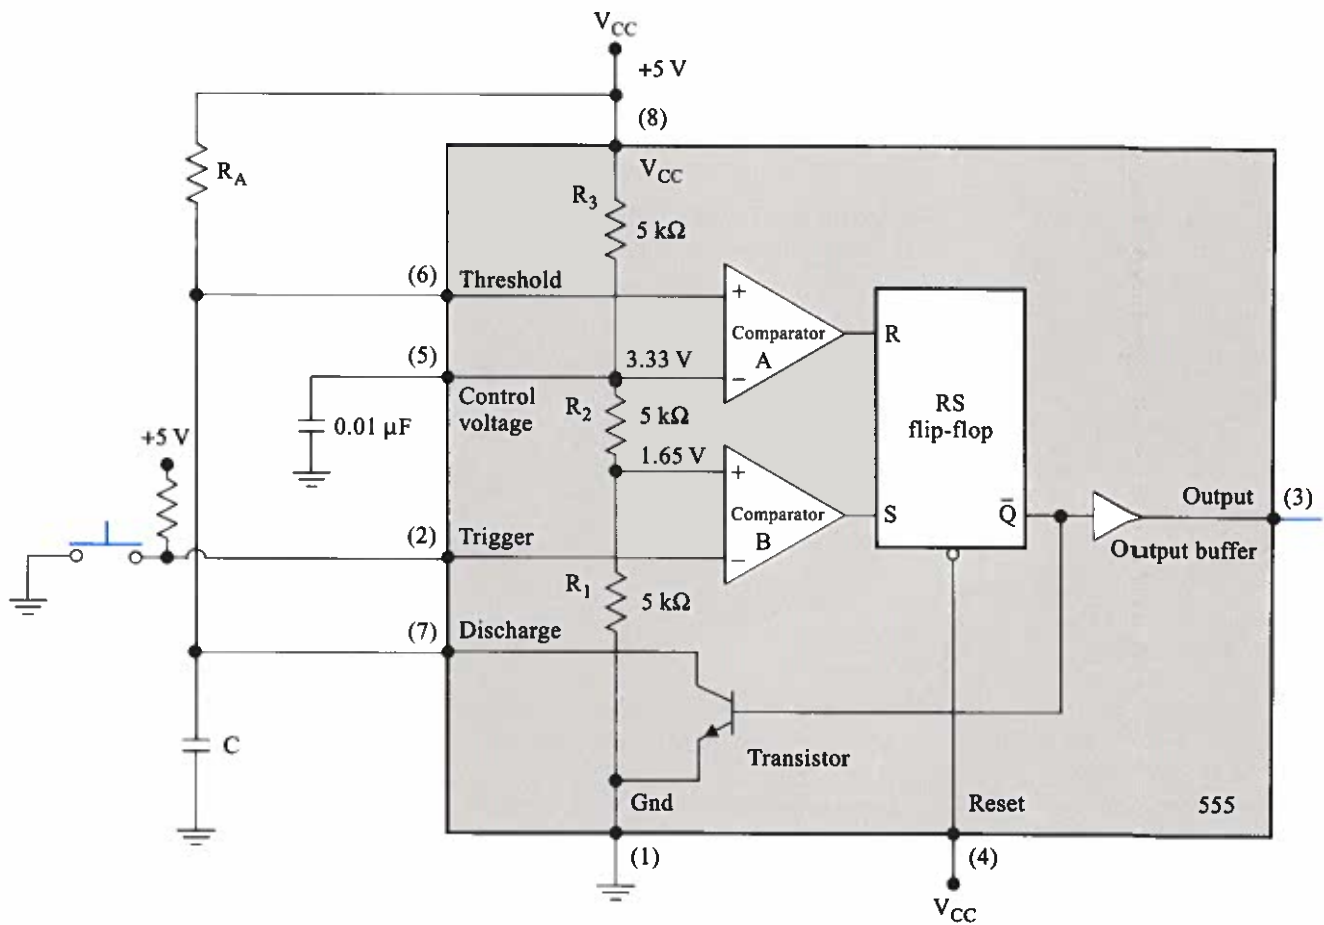 V_CC
+5 V
(8)
V_CC
R_A
R_3
5 kΩ
(6)
Threshold
+
Comparator
A
−
R
(5)
3.33 V
Control
voltage
R_2
5 kΩ
0.01 µF
RS
flip-flop
+5 V
1.65 V
+
Comparator
B
−
S
Q̄
Output
(3)
Output buffer
(2)
Trigger
R_1
5 kΩ
(7)
Discharge
C
Transistor
Gnd
Reset
555
(1)
(4)
V_CC